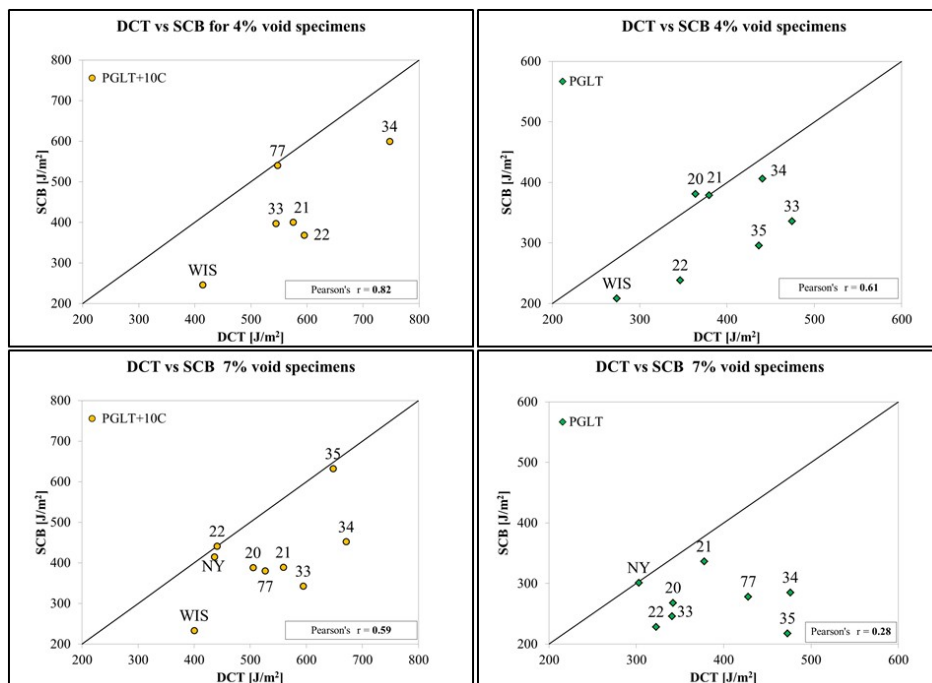 DCT vs SCB for 4% void specimens
SCB [J/m²]
800
700
600
500
400
300
200
PGLT+10C
34
77
33
21
22
WIS
Pearson's r = 0.82
200 300 400 500 600 700 800
DCT [J/m²]
DCT vs SCB 4% void specimens
SCB [J/m²]
600
500
400
300
200
PGLT
20
21
34
33
35
22
WIS
Pearson's r = 0.61
200 300 400 500 600
DCT [J/m²]
DCT vs SCB 7% void specimens
SCB [J/m²]
800
700
600
500
400
300
200
PGLT+10C
35
34
22
NY
20
21
77
33
WIS
Pearson's r = 0.59
200 300 400 500 600 700 800
DCT [J/m²]
DCT vs SCB 7% void specimens
SCB [J/m²]
600
500
400
300
200
PGLT
21
NY
20
77
34
22
33
35
Pearson's r = 0.28
200 300 400 500 600
DCT [J/m²]